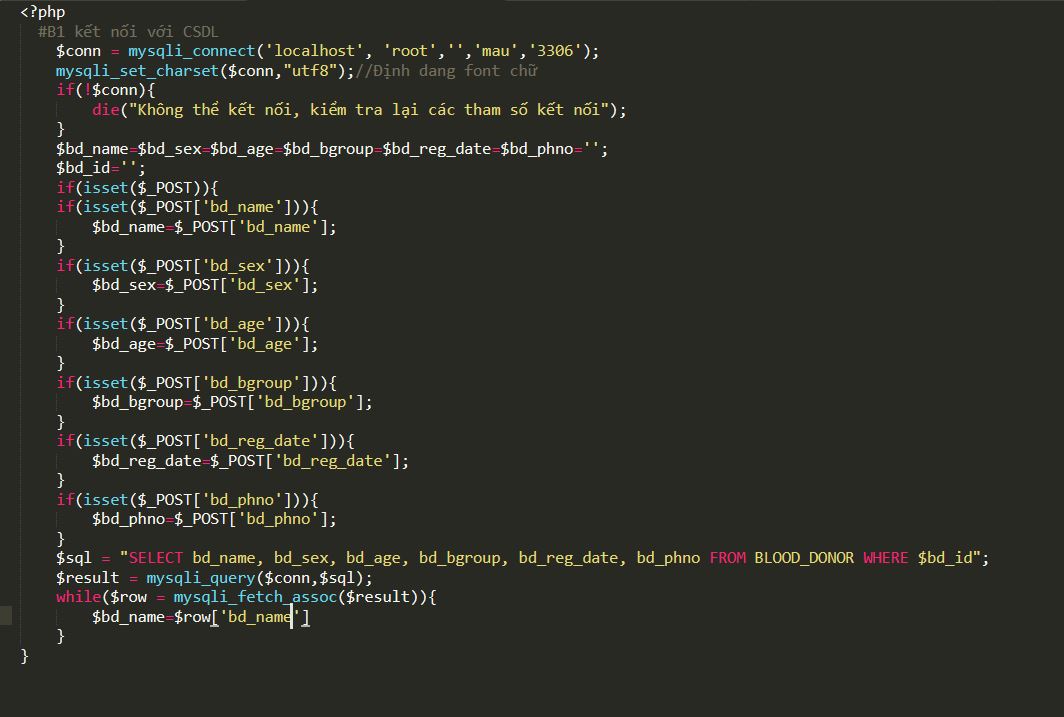 <?php
#B1 kết nối với CSDL
$conn = mysqli_connect('localhost', 'root','','mau','3306');
mysqli_set_charset($conn,"utf8");//Định dang font chữ
if(!$conn){
die("Không thể kết nối, kiểm tra lại các tham số kết nối");
}
$bd_name=$bd_sex=$bd_age=$bd_bgroup=$bd_reg_date=$bd_phno='';
$bd_id='';
if(isset($_POST)){
if(isset($_POST['bd_name'])){
$bd_name=$_POST['bd_name'];
}
if(isset($_POST['bd_sex'])){
$bd_sex=$_POST['bd_sex'];
}
if(isset($_POST['bd_age'])){
$bd_age=$_POST['bd_age'];
}
if(isset($_POST['bd_bgroup'])){
$bd_bgroup=$_POST['bd_bgroup'];
}
if(isset($_POST['bd_reg_date'])){
$bd_reg_date=$_POST['bd_reg_date'];
}
if(isset($_POST['bd_phno'])){
$bd_phno=$_POST['bd_phno'];
}
$sql = "SELECT bd_name, bd_sex, bd_age, bd_bgroup, bd_reg_date, bd_phno FROM BLOOD_DONOR WHERE $bd_id";
$result = mysqli_query($conn,$sql);
while($row = mysqli_fetch_assoc($result)){
$bd_name=$row['bd_name']
}
}